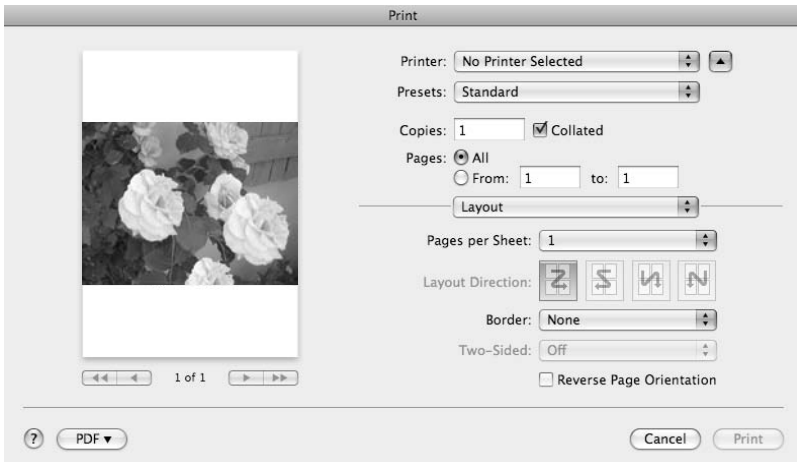 Print
Printer: No Printer Selected
Presets: Standard
Copies: 1 Collated
Pages: All
From: 1 to: 1
Layout
Pages per Sheet: 1
Layout Direction:
Border: None
Two-Sided: Off
Reverse Page Orientation
1 of 1
? PDF Cancel Print